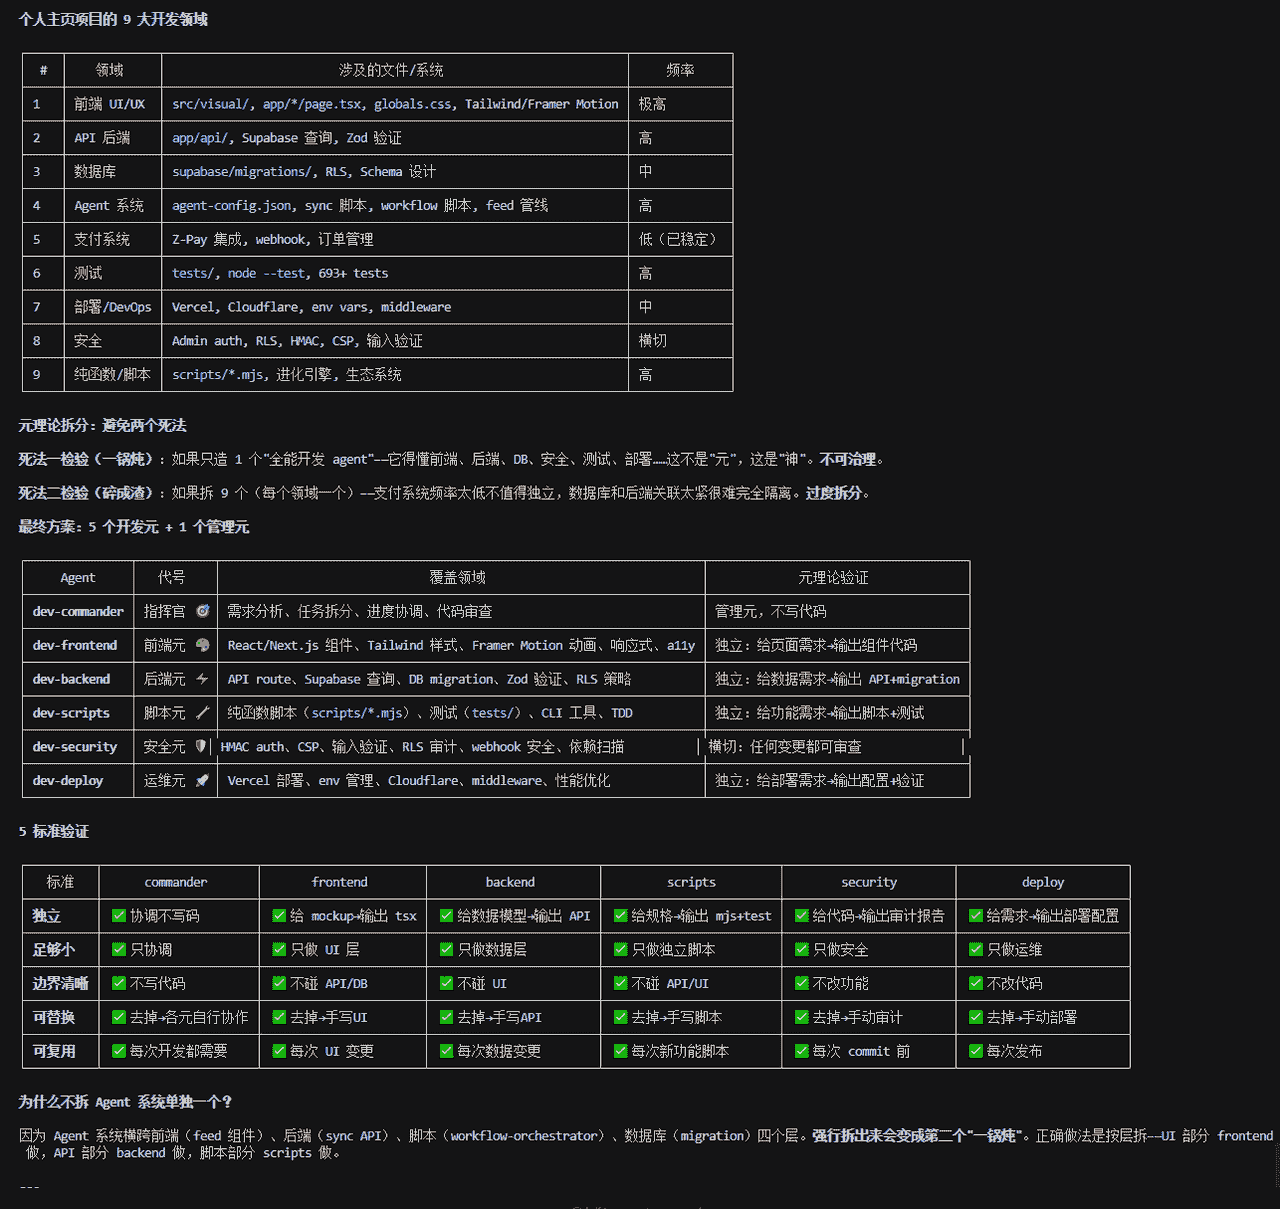 个人主页项目的 9 大开发领域
# 领域 涉及的文件/系统 频率
1 前端 UI/UX src/visual/, app/*/page.tsx, globals.css, Tailwind/Framer Motion 极高
2 API 后端 app/api/, Supabase 查询, Zod 验证 高
3 数据库 supabase/migrations/, RLS, Schema 设计 中
4 Agent 系统 agent-config.json, sync 脚本, workflow 脚本, feed 管线 高
5 支付系统 Z-Pay 集成, webhook, 订单管理 低（已稳定）
6 测试 tests/, node --test, 693+ tests 高
7 部署/DevOps Vercel, Cloudflare, env vars, middleware 中
8 安全 Admin auth, RLS, HMAC, CSP, 输入验证 横切
9 纯函数/脚本 scripts/*.mjs, 进化引擎, 生态系统 高
元理论拆分：避免两个死法
死法一检验（一锅炖）：如果只造 1 个"全能开发 agent"——它得懂前端、后端、DB、安全、测试、部署……这不是"元"，这是"神"。不可治理。
死法二检验（碎成渣）：如果拆 9 个（每个领域一个）——支付系统频率太低不值得独立，数据库和后端关联太紧很难完全隔离。过度拆分。
最终方案：5 个开发元 + 1 个管理元
Agent 代号 覆盖领域 元理论验证
dev-commander 指挥官 🎯 需求分析、任务拆分、进度协调、代码审查 管理元，不写代码
dev-frontend 前端元 🎨 React/Next.js 组件、Tailwind 样式、Framer Motion 动画、响应式、a11y 独立：给页面需求→输出组件代码
dev-backend 后端元 ⚡ API route、Supabase 查询、DB migration、Zod 验证、RLS 策略 独立：给数据需求→输出 API+migration
dev-scripts 脚本元 🔧 纯函数脚本（scripts/*.mjs）、测试（tests/）、CLI 工具、TDD 独立：给功能需求→输出脚本+测试
dev-security 安全元 🛡 HMAC auth、CSP、输入验证、RLS 审计、webhook 安全、依赖扫描 横切：任何变更都可审查
dev-deploy 运维元 🚀 Vercel 部署、env 管理、Cloudflare、middleware、性能优化 独立：给部署需求→输出配置+验证
5 标准验证
标准 commander frontend backend scripts security deploy
独立 ✅ 协调不写码 ✅ 给 mockup→输出 tsx ✅ 给数据模型→输出 API ✅ 给规格→输出 mjs+test ✅ 给代码→输出审计报告 ✅ 给需求→输出部署配置
足够小 ✅ 只协调 ✅ 只做 UI 层 ✅ 只做数据层 ✅ 只做独立脚本 ✅ 只做安全 ✅ 只做运维
边界清晰 ✅ 不写代码 ✅ 不碰 API/DB ✅ 不碰 UI ✅ 不碰 API/UI ✅ 不改功能 ✅ 不改代码
可替换 ✅ 去掉→各元自行协作 ✅ 去掉→手写UI ✅ 去掉→手写API ✅ 去掉→手写脚本 ✅ 去掉→手动审计 ✅ 去掉→手动部署
可复用 ✅ 每次开发都需要 ✅ 每次 UI 变更 ✅ 每次数据变更 ✅ 每次新功能脚本 ✅ 每次 commit 前 ✅ 每次发布
为什么不拆 Agent 系统单独一个？
因为 Agent 系统横跨前端（feed 组件）、后端（sync API）、脚本（workflow-orchestrator）、数据库（migration）四个层。强行拆出来会变成第二个"一锅炖"。正确做法是按层拆——UI 部分 frontend
做，API 部分 backend 做，脚本部分 scripts 做。
---